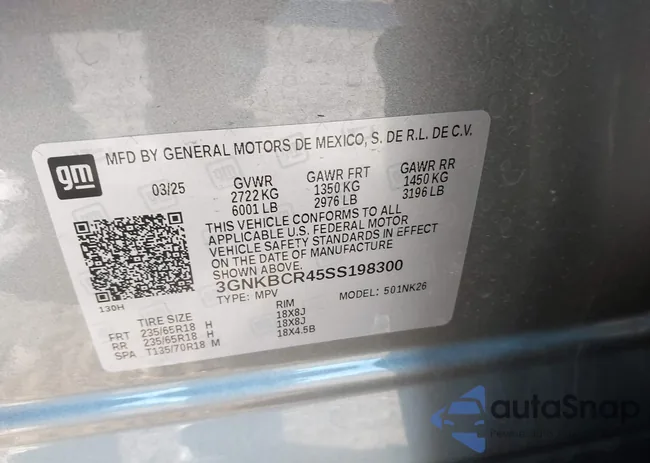 gm
MFD BY GENERAL MOTORS DE MEXICO, S. DE R.L. DE C.V.
03/25 GVWR GAWR FRT GAWR RR
2722 KG 1350 KG 1450 KG
6001 LB 2976 LB 3196 LB
THIS VEHICLE CONFORMS TO ALL
APPLICABLE U.S. FEDERAL MOTOR
VEHICLE SAFETY STANDARDS IN EFFECT
ON THE DATE OF MANUFACTURE
SHOWN ABOVE.
3GNKBCR45SS198300
130H TYPE: MPV MODEL: 501NK26
TIRE SIZE RIM
FRT 235/65R18 H 18X8J
RR 235/65R18 H 18X8J
SPA T135/70R18 M 18X4.5B
autoSnap